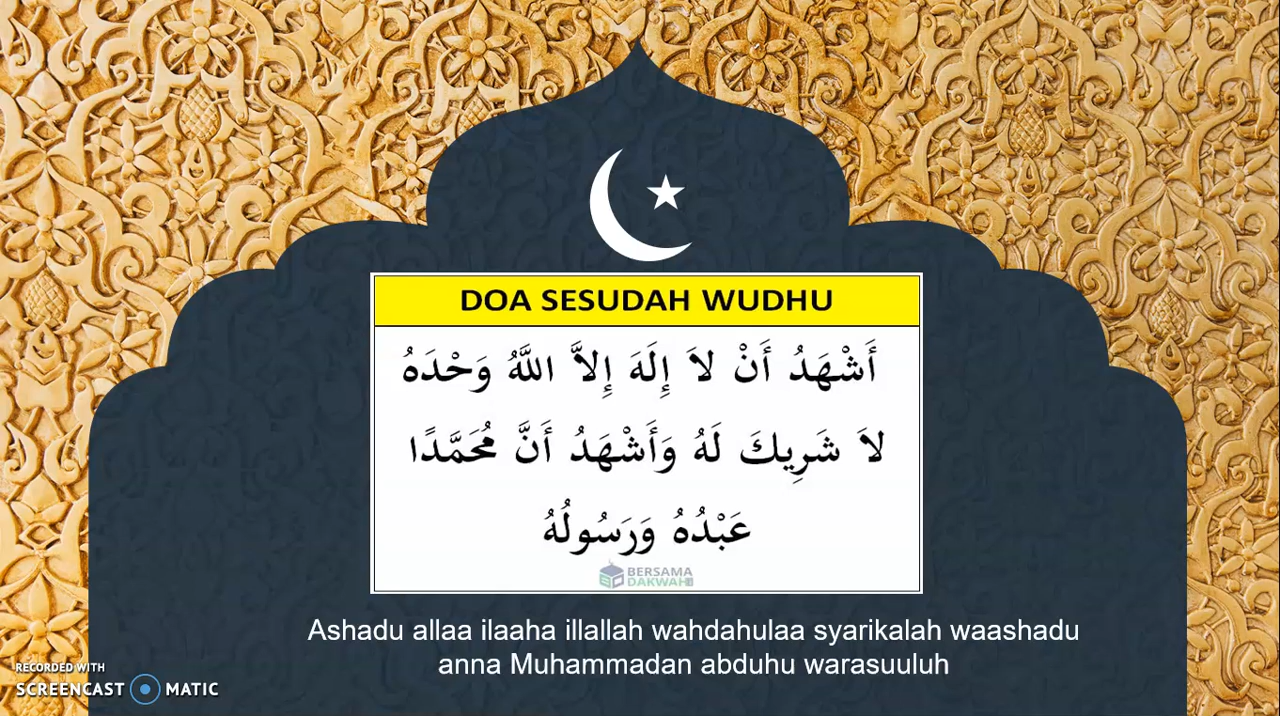 DOA SESUDAH WUDHU
أَشْهَدُ أَنْ لاَ إِلَهَ إِلاَّ اللَّهُ وَحْدَهُ
لاَ شَرِيكَ لَهُ وَأَشْهَدُ أَنَّ مُحَمَّدًا
عَبْدُهُ وَرَسُولُهُ
BERSAMA
DAKWAH
Ashadu allaa ilaaha illallah wahdahulaa syarikalah waashadu
anna Muhammadan abduhu warasuuluh
RECORDED WITH
SCREENCAST MATIC